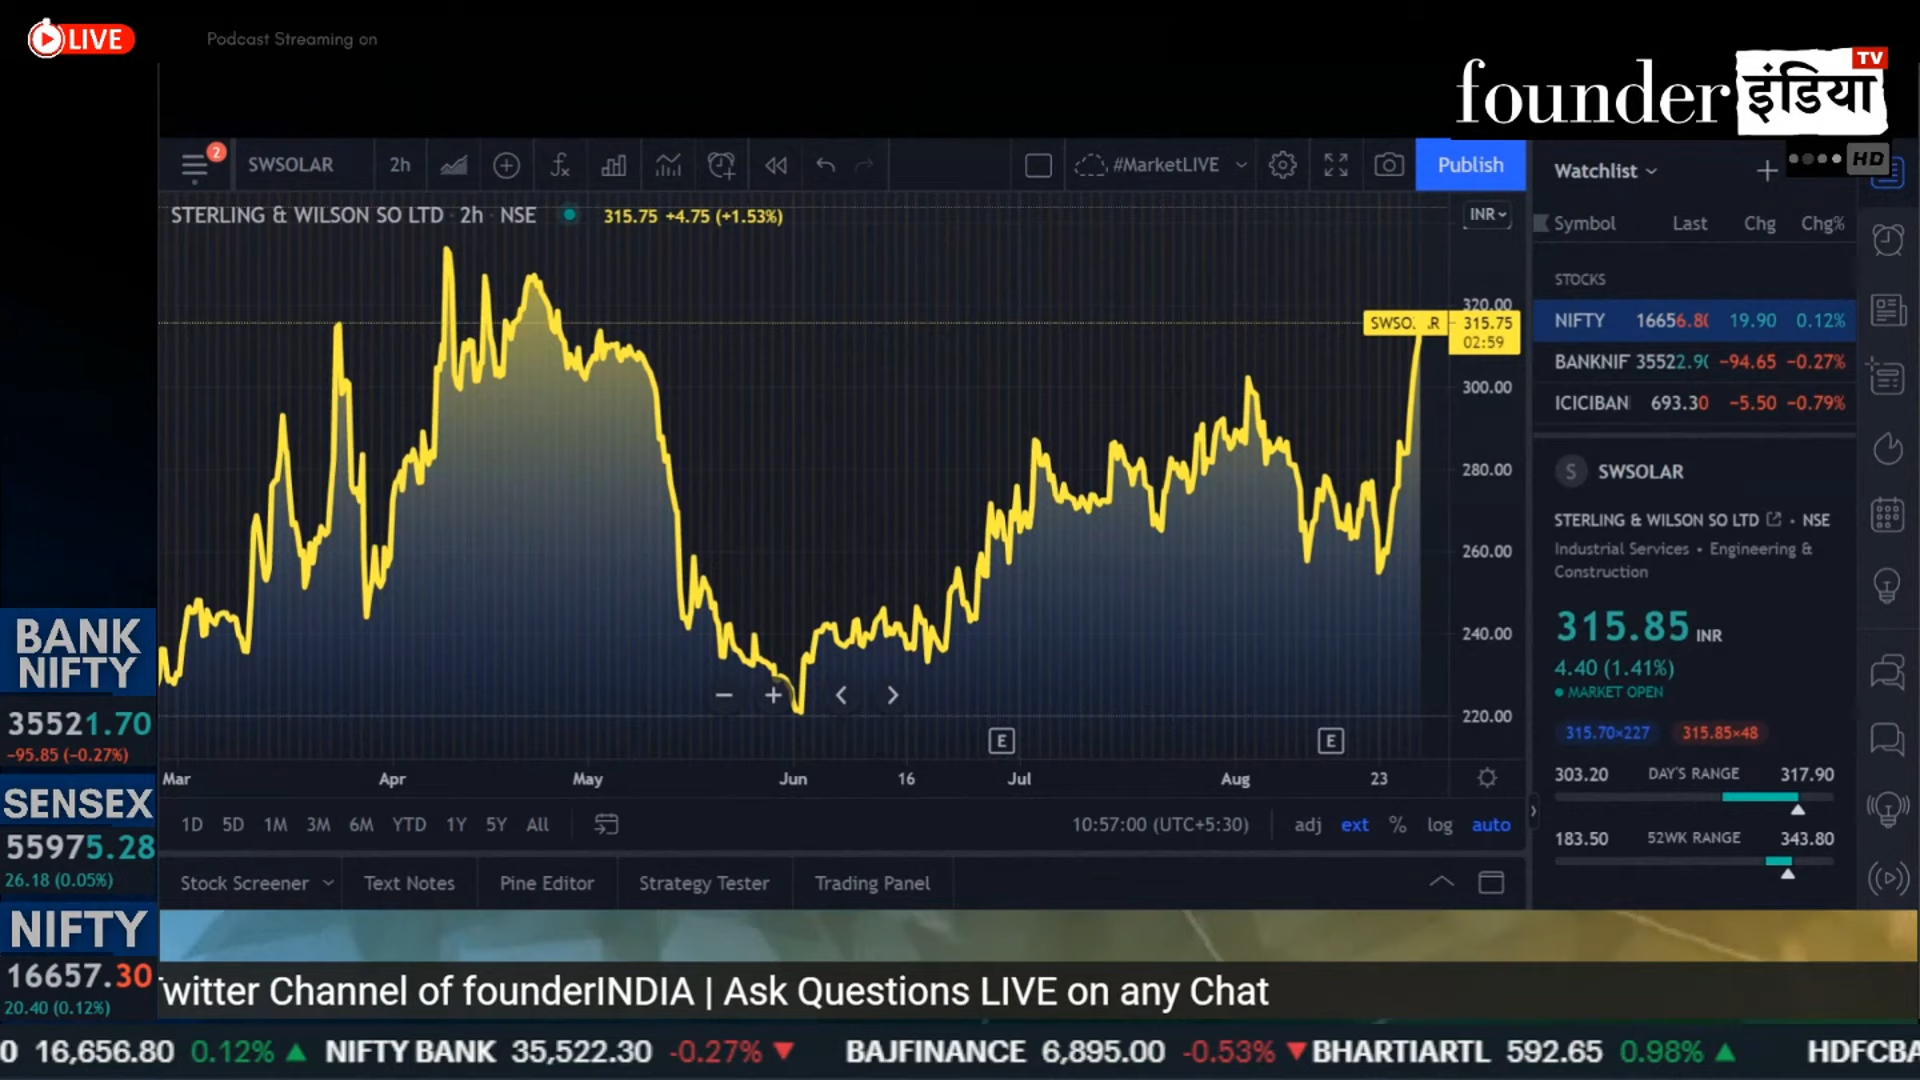 LIVE
Podcast Streaming on
founder इंडिया TV
HD
2
SWSOLAR 2h #MarketLIVE Publish
STERLING & WILSON SO LTD · 2h · NSE 315.75 +4.75 (+1.53%)
INR
320.00
SWSO R 315.75
02:59
300.00
280.00
260.00
240.00
220.00
E E
Mar Apr May Jun 16 Jul Aug 23
1D 5D 1M 3M 6M YTD 1Y 5Y All 10:57:00 (UTC+5:30) adj ext % log auto
Stock Screener Text Notes Pine Editor Strategy Tester Trading Panel
Watchlist
Symbol Last Chg Chg%
STOCKS
NIFTY 16656.80 19.90 0.12%
BANKNIF 35522.90 −94.65 −0.27%
ICICIBAN 693.30 −5.50 −0.79%
S SWSOLAR
STERLING & WILSON SO LTD · NSE
Industrial Services • Engineering &
Construction
315.85 INR
4.40 (1.41%)
MARKET OPEN
315.70×227 315.85×48
303.20 DAY'S RANGE 317.90
183.50 52WK RANGE 343.80
BANK
NIFTY
35521.70
−95.85 (−0.27%)
SENSEX
55975.28
26.18 (0.05%)
NIFTY
16657.30
20.40 (0.12%)
witter Channel of founderINDIA | Ask Questions LIVE on any Chat
0 16,656.80 0.12% ▲ NIFTY BANK 35,522.30 -0.27% ▼ BAJFINANCE 6,895.00 -0.53% ▼ BHARTIARTL 592.65 0.98% ▲ HDFCBA